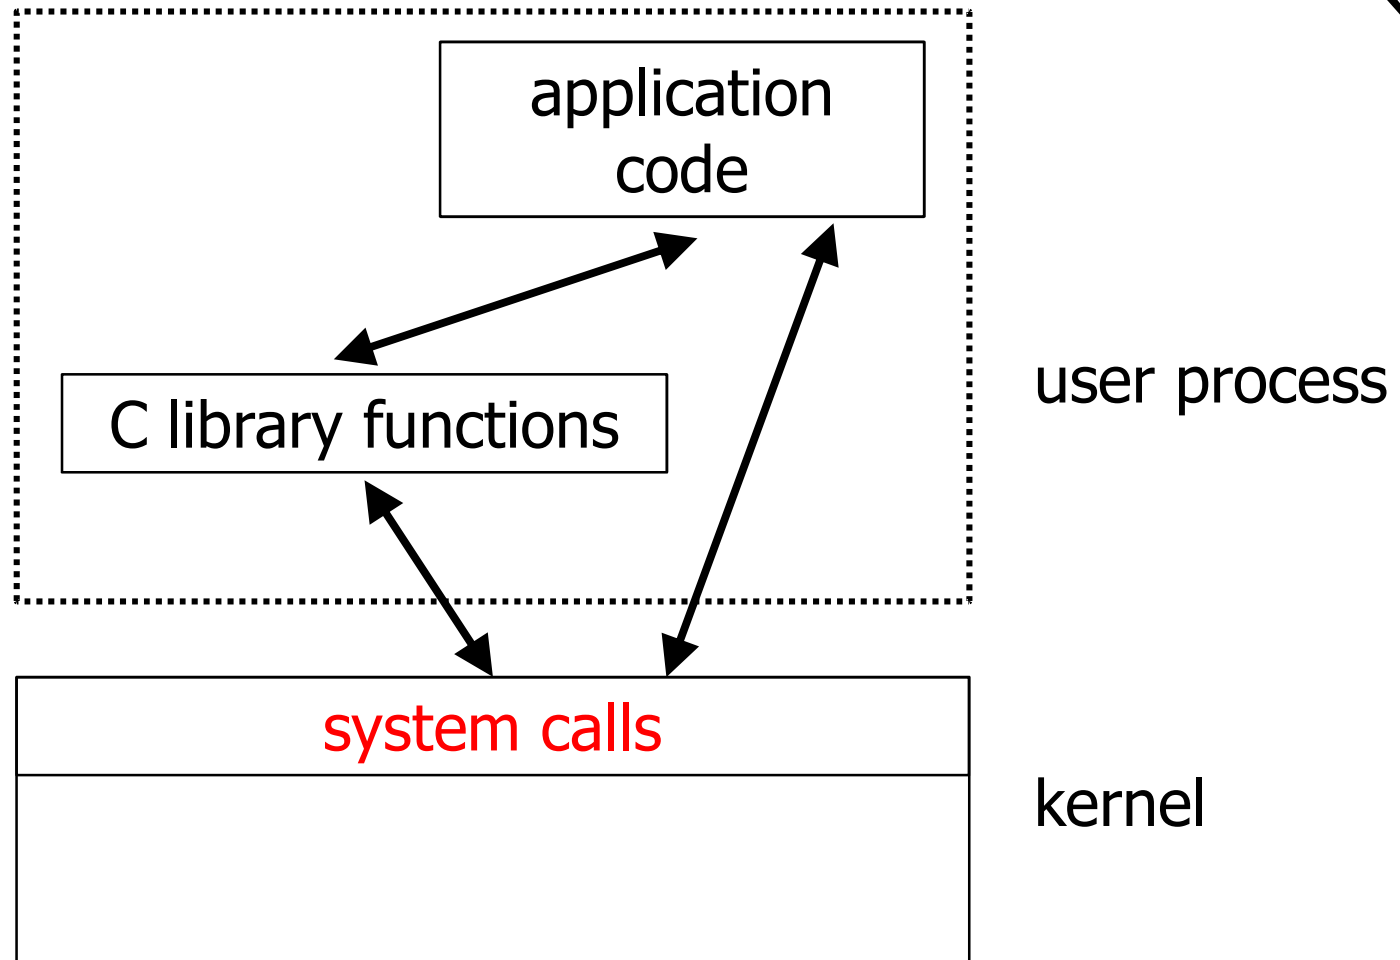 application
code
C library functions
user process
system calls
kernel